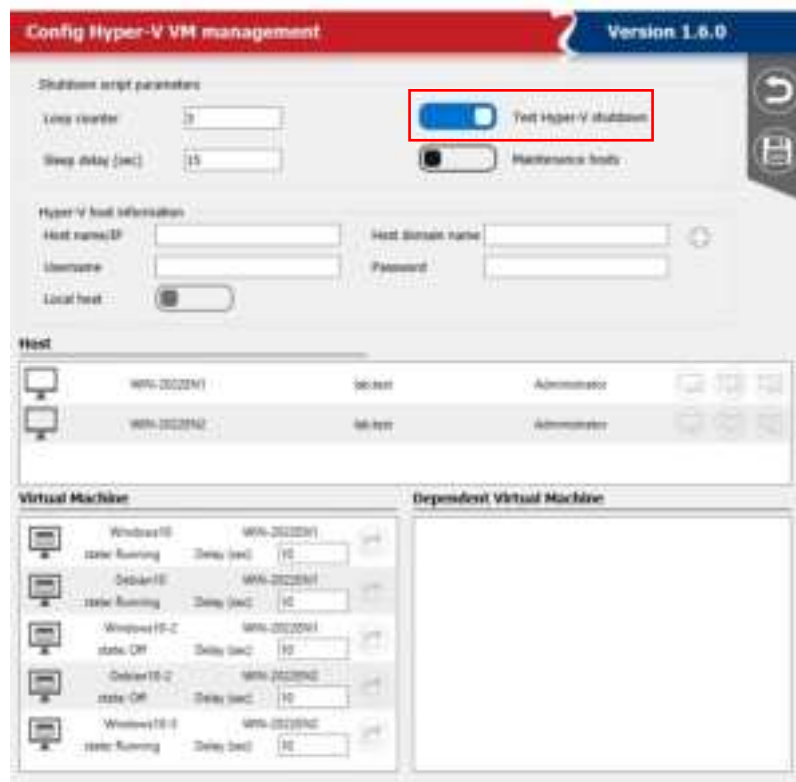 Config Hyper-V VM management
Version 1.6.0
Shutdown script parameters
Loop counter 3
Test Hyper-V shutdown
Sleep delay (sec) 15
Maintenance hosts
Hyper-V host information
Host name/IP
Host domain name
Username
Password
Local host
Host
WIN-2022EN1 lab.test Administrator
WIN-2022EN2 lab.test Administrator
Virtual Machine
Dependent Virtual Machine
Windows10 WIN-2022EN1
state: Running Delay (sec) 10
Debian10 WIN-2022EN1
state: Running Delay (sec) 10
Windows10-2 WIN-2022EN1
state: Off Delay (sec) 10
Debian10-2 WIN-2022EN2
state: Off Delay (sec) 10
Windows10-3 WIN-2022EN2
state: Running Delay (sec) 10